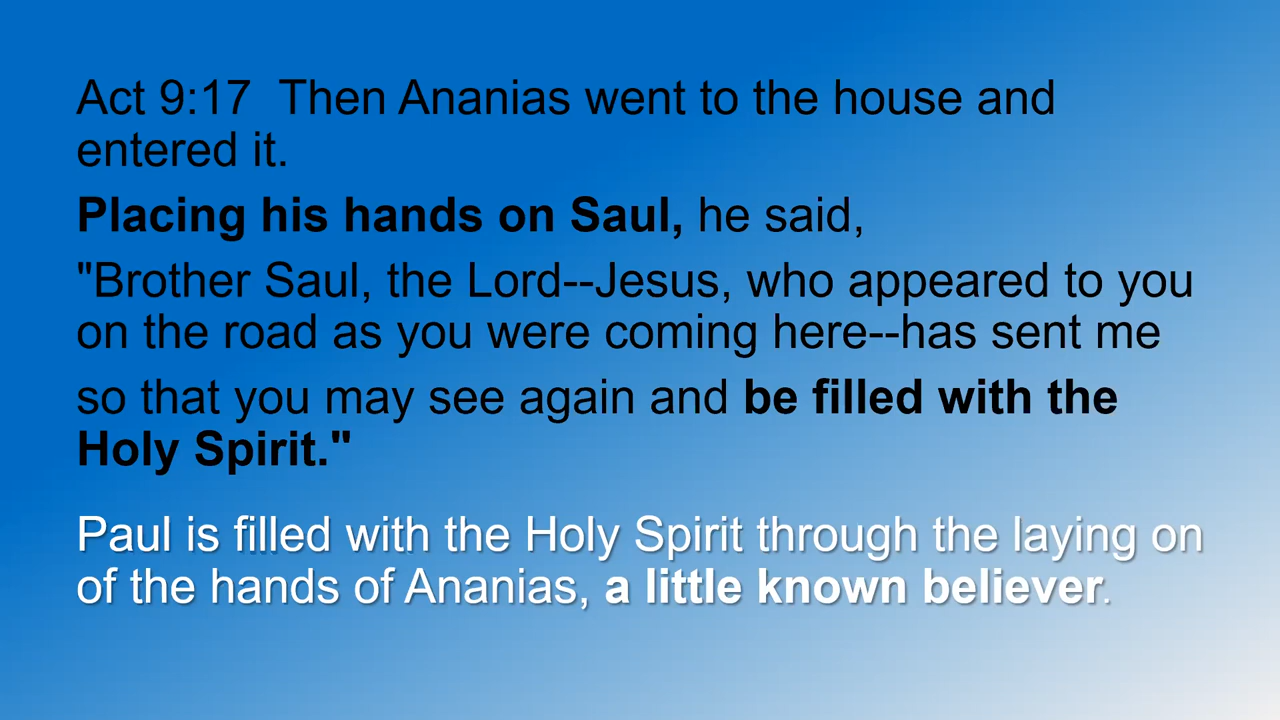 Act 9:17  Then Ananias went to the house and
entered it.
Placing his hands on Saul, he said,
"Brother Saul, the Lord--Jesus, who appeared to you
on the road as you were coming here--has sent me
so that you may see again and be filled with the
Holy Spirit."
Paul is filled with the Holy Spirit through the laying on
of the hands of Ananias, a little known believer.